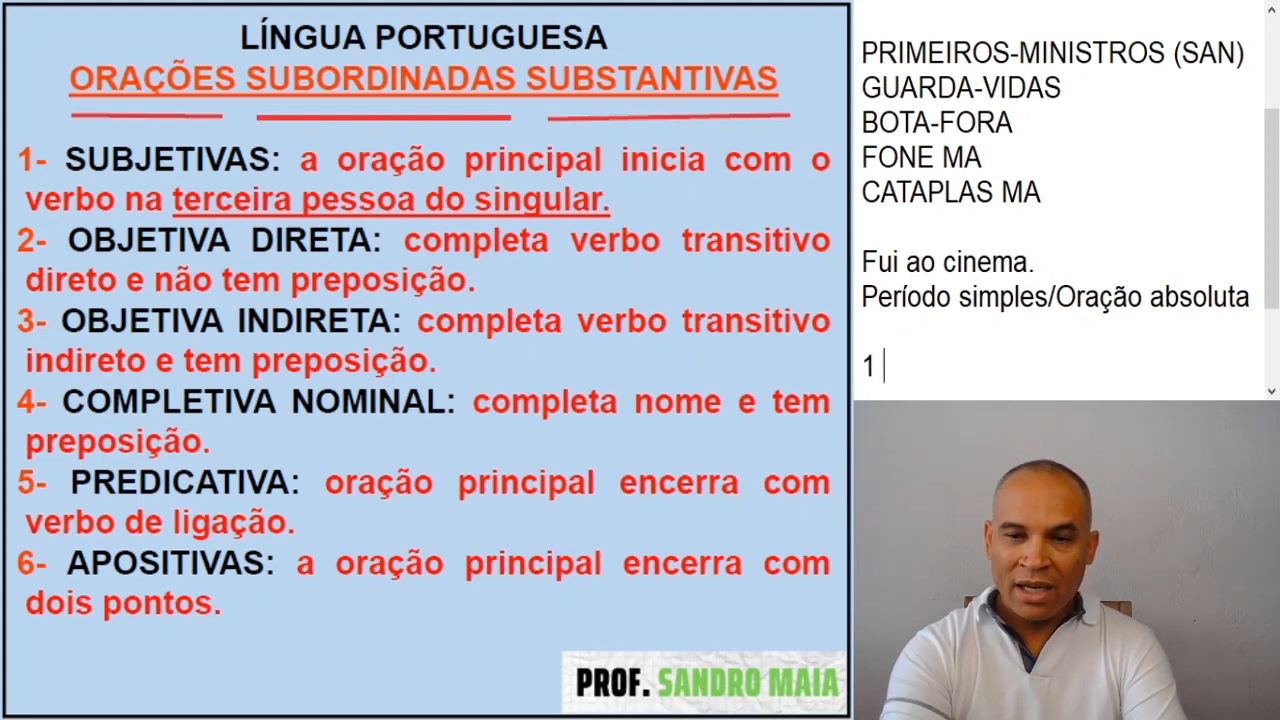 LÍNGUA PORTUGUESA
ORAÇÕES SUBORDINADAS SUBSTANTIVAS
1- SUBJETIVAS: a oração principal inicia com o
verbo na terceira pessoa do singular.
2- OBJETIVA DIRETA: completa verbo transitivo
direto e não tem preposição.
3- OBJETIVA INDIRETA: completa verbo transitivo
indireto e tem preposição.
4- COMPLETIVA NOMINAL: completa nome e tem
preposição.
5- PREDICATIVA: oração principal encerra com
verbo de ligação.
6- APOSITIVAS: a oração principal encerra com
dois pontos.
PROF. SANDRO MAIA
PRIMEIROS-MINISTROS (SAN)
GUARDA-VIDAS
BOTA-FORA
FONE MA
CATAPLAS MA
Fui ao cinema.
Período simples/Oração absoluta
1